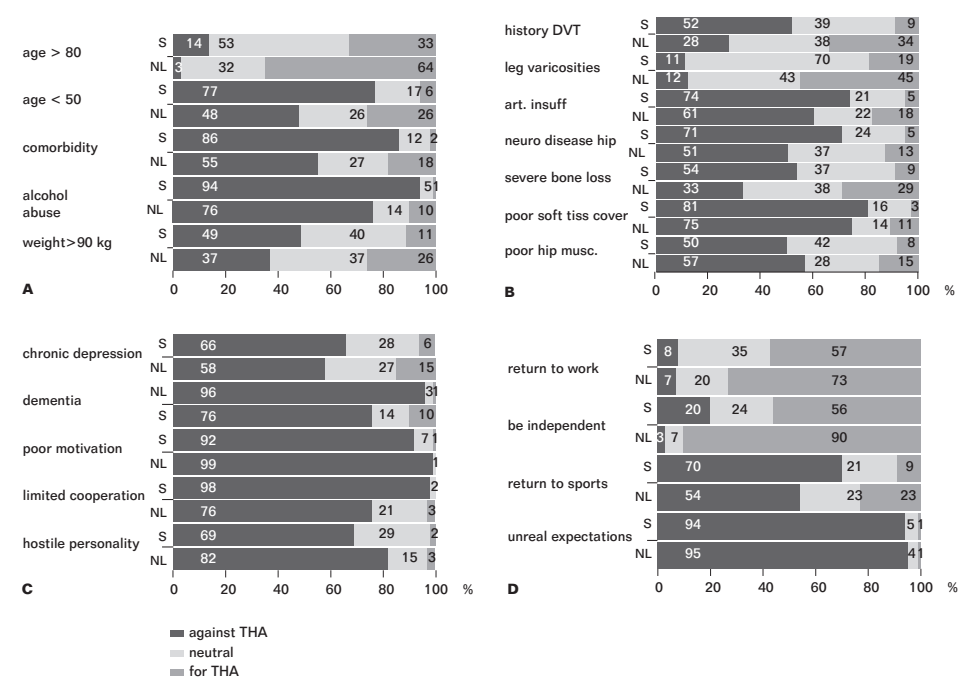 age > 80
S 14 53 33
NL 3 32 64
age < 50
S 77 17 6
NL 48 26 26
comorbidity
S 86 12 2
NL 55 27 18
alcohol
abuse
S 94 5 1
NL 76 14 10
weight>90 kg
S 49 40 11
NL 37 37 26
A
0 20 40 60 80 100
history DVT
S 52 39 9
NL 28 38 34
leg varicosities
S 11 70 19
NL 12 43 45
art. insuff
S 74 21 5
NL 61 22 18
neuro disease hip
S 71 24 5
NL 51 37 13
severe bone loss
S 54 37 9
NL 33 38 29
poor soft tiss cover
S 81 16 3
NL 75 14 11
poor hip musc.
S 50 42 8
NL 57 28 15
B
0 20 40 60 80 100 %
chronic depression
S 66 28 6
NL 58 27 15
dementia
NL 96 3 1
S 76 14 10
poor motivation
S 92 7 1
NL 99 1
limited cooperation
S 98 2
NL 76 21 3
hostile personality
S 69 29 2
NL 82 15 3
C
0 20 40 60 80 100 %
return to work
S 8 35 57
NL 7 20 73
be independent
S 20 24 56
NL 3 7 90
return to sports
S 70 21 9
NL 54 23 23
unreal expectations
S 94 5 1
NL 95 4 1
D
0 20 40 60 80 100 %
against THA
neutral
for THA